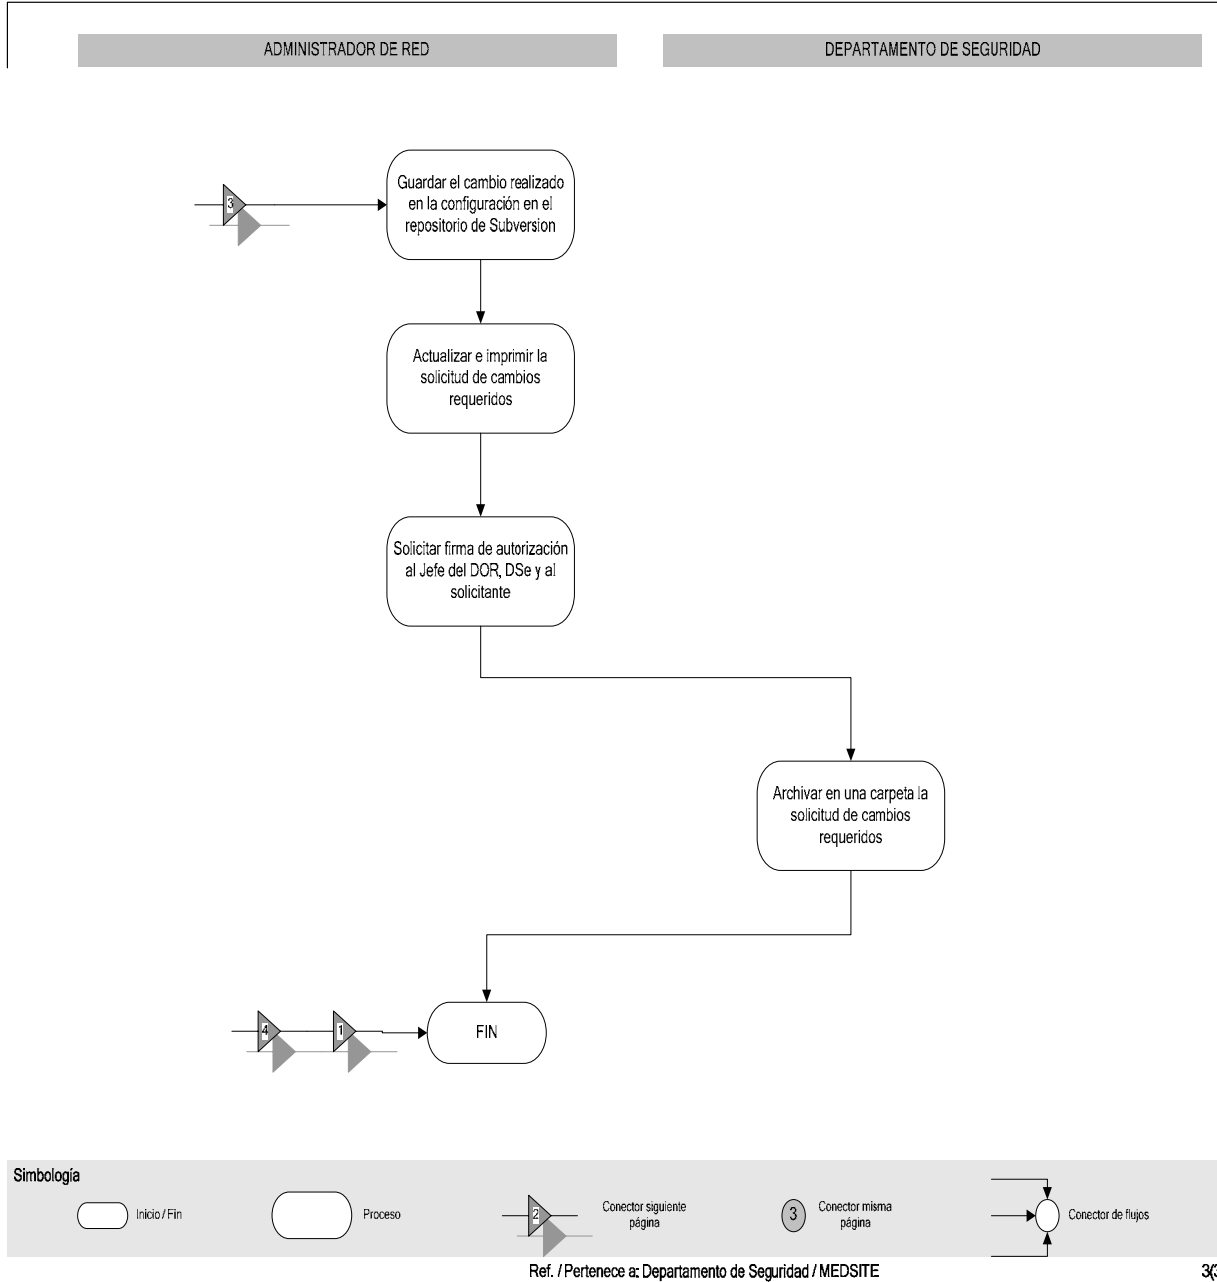 ADMINISTRADOR DE RED
DEPARTAMENTO DE SEGURIDAD
3
Guardar el cambio realizado
en la configuración en el
repositorio de Subversion
Actualizar e imprimir la
solicitud de cambios
requeridos
Solicitar firma de autorización
al Jefe del DOR, DSe y al
solicitante
Archivar en una carpeta la
solicitud de cambios
requeridos
4
1
FIN
Simbología
Inicio / Fin
Proceso
2
Conector siguiente
página
3
Conector misma
página
Conector de flujos
Ref. / Pertenece a: Departamento de Seguridad / MEDSITE